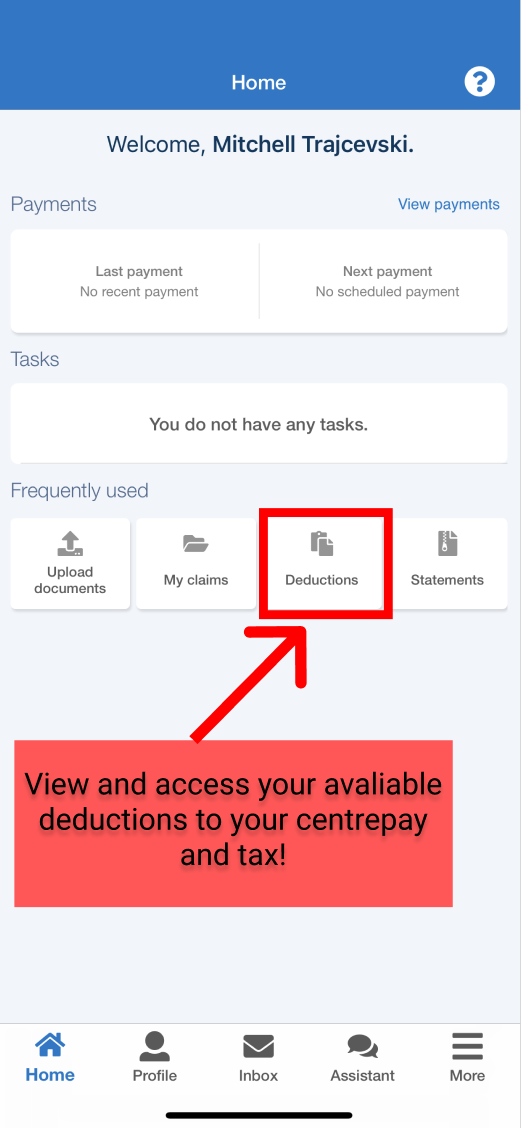 Home
?
Welcome, Mitchell Trajcevski.
Payments
View payments
Last payment
No recent payment
Next payment
No scheduled payment
Tasks
You do not have any tasks.
Frequently used
Upload
documents
My claims
Deductions
Statements
View and access your avaliable
deductions to your centrepay
and tax!
Home
Profile
Inbox
Assistant
More